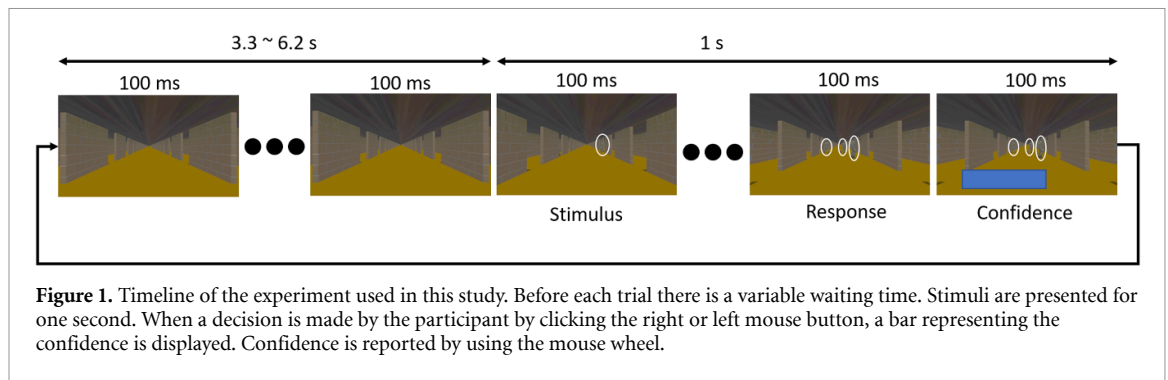 3.3 ~ 6.2 s 1 s
100 ms 100 ms 100 ms 100 ms 100 ms
Stimulus Response Confidence
Figure 1. Timeline of the experiment used in this study. Before each trial there is a variable waiting time. Stimuli are presented for
one second. When a decision is made by the participant by clicking the right or left mouse button, a bar representing the
confidence is displayed. Confidence is reported by using the mouse wheel.